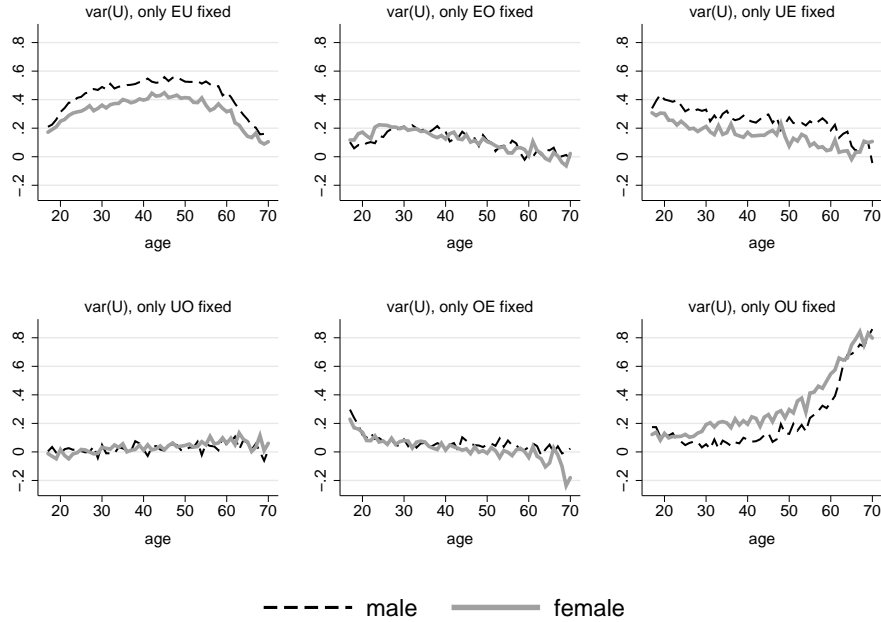 var(U), only EU fixed var(U), only EO fixed var(U), only UE fixed
.8 .8 .8
.6 .6 .6
.4 .4 .4
.2 .2 .2
0 0 0
−.2 −.2 −.2
20 30 40 50 60 70 20 30 40 50 60 70 20 30 40 50 60 70
age age age
var(U), only UO fixed var(U), only OE fixed var(U), only OU fixed
.8 .8 .8
.6 .6 .6
.4 .4 .4
.2 .2 .2
0 0 0
−.2 −.2 −.2
20 30 40 50 60 70 20 30 40 50 60 70 20 30 40 50 60 70
age age age
male female